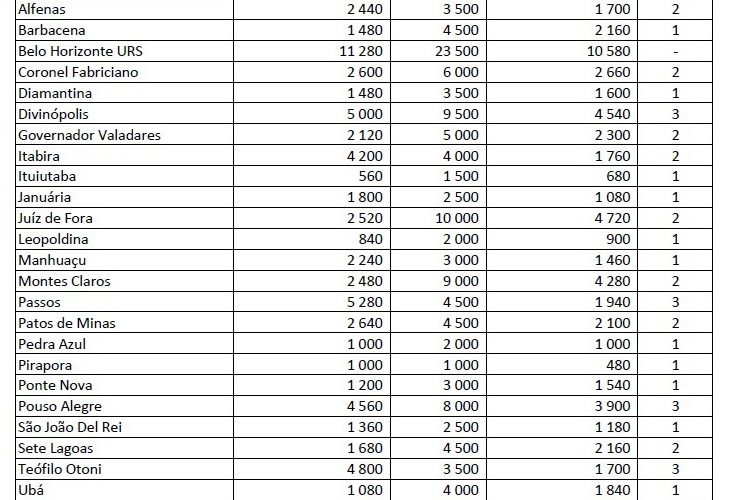 Alfenas 2 440 3 500 1 700 2
Barbacena 1 480 4 500 2 160 1
Belo Horizonte URS 11 280 23 500 10 580 -
Coronel Fabriciano 2 600 6 000 2 660 2
Diamantina 1 480 3 500 1 600 1
Divinópolis 5 000 9 500 4 540 3
Governador Valadares 2 120 5 000 2 300 2
Itabira 4 200 4 000 1 760 2
Ituiutaba 560 1 500 680 1
Januária 1 800 2 500 1 080 1
Juíz de Fora 2 520 10 000 4 720 2
Leopoldina 840 2 000 900 1
Manhuaçu 2 240 3 000 1 460 1
Montes Claros 2 480 9 000 4 280 2
Passos 5 280 4 500 1 940 3
Patos de Minas 2 640 4 500 2 100 2
Pedra Azul 1 000 2 000 1 000 1
Pirapora 1 000 1 000 480 1
Ponte Nova 1 200 3 000 1 540 1
Pouso Alegre 4 560 8 000 3 900 3
São João Del Rei 1 360 2 500 1 180 1
Sete Lagoas 1 680 4 500 2 160 2
Teófilo Otoni 4 800 3 500 1 700 3
Ubá 1 080 4 000 1 840 1